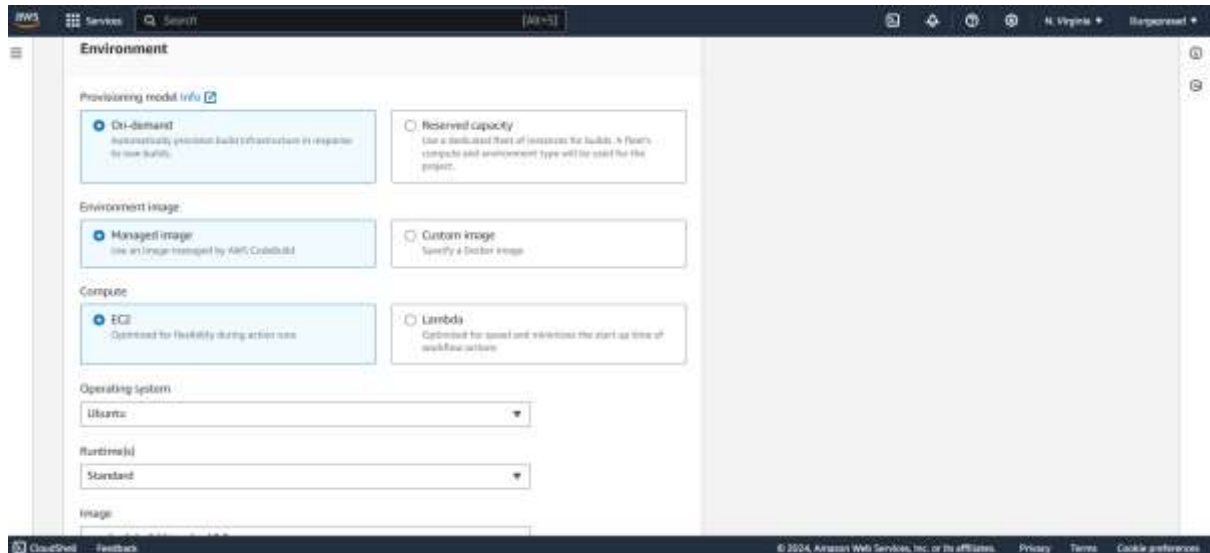 aws
Services
Search
[Alt+S]
N. Virginia
Environment
Provisioning model Info
On-demand
Automatically provision build infrastructure in response
to new builds.
Reserved capacity
Use a dedicated fleet of instances for builds. A fleet's
compute and environment type will be used for the
project.
Environment image
Managed image
Use an image managed by AWS CodeBuild
Custom image
Specify a Docker image
Compute
EC2
Optimized for flexibility during action runs
Lambda
Optimized for speed and minimizes the start up time of
workflow actions
Operating system
Ubuntu
Runtime(s)
Standard
Image
CloudShell
Feedback
© 2024, Amazon Web Services, Inc. or its affiliates.
Privacy
Terms
Cookie preferences